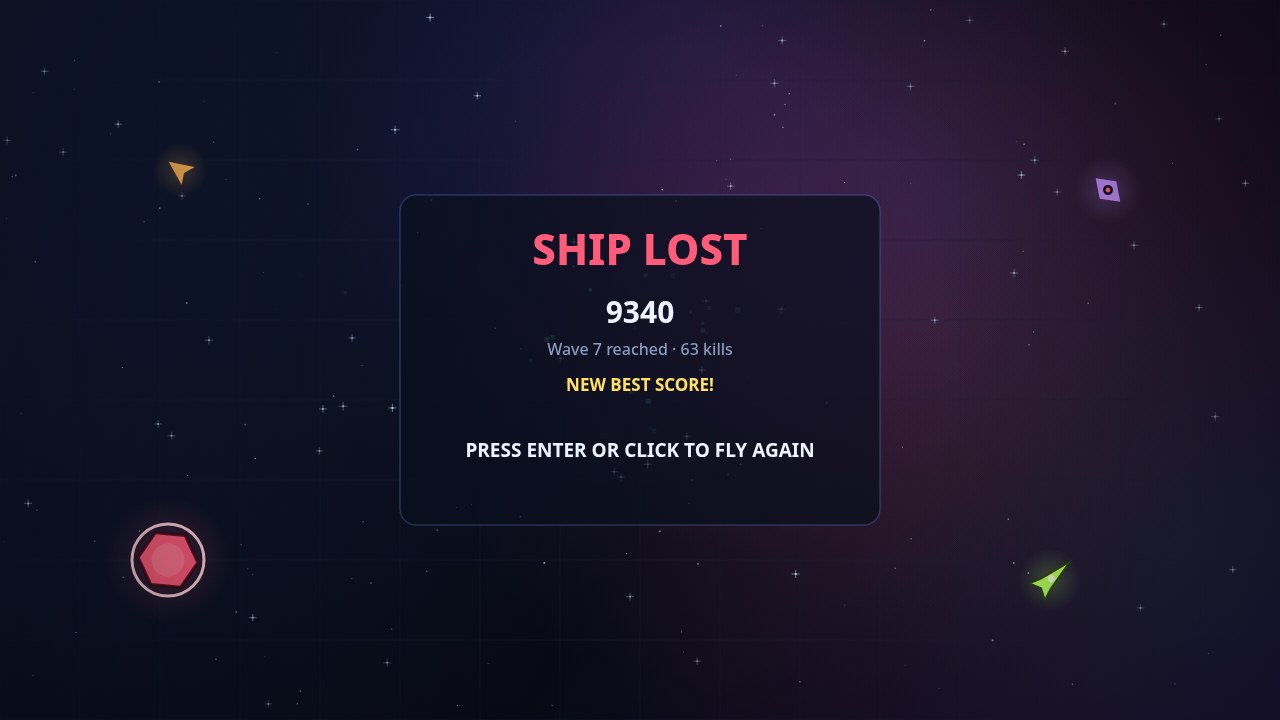 SHIP LOST
9340
Wave 7 reached · 63 kills
NEW BEST SCORE!
PRESS ENTER OR CLICK TO FLY AGAIN